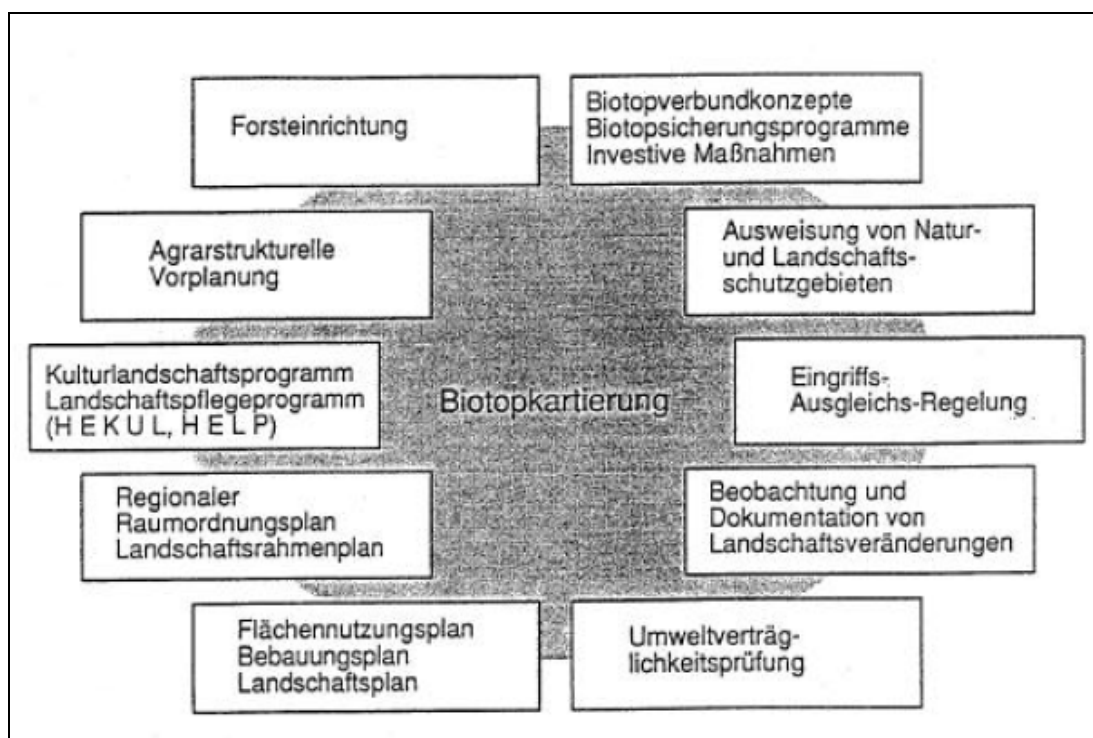 Forsteinrichtung
Biotopverbundkonzepte
Biotopsicherungsprogramme
Investive Maßnahmen
Agrarstrukturelle
Vorplanung
Ausweisung von Natur-
und Landschafts-
schutzgebieten
Kulturlandschaftsprogramm
Landschaftspflegeprogramm
(H E K U L, H E L P)
Biotopkartierung
Eingriffs-
Ausgleichs-Regelung
Regionaler
Raumordnungsplan
Landschaftsrahmenplan
Beobachtung und
Dokumentation von
Landschaftsveränderungen
Flächennutzungsplan
Bebauungsplan
Landschaftsplan
Umweltverträg-
lichkeitsprüfung